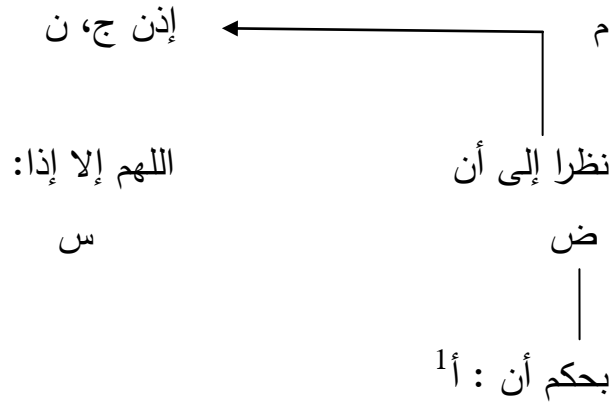 م إذن ج، ن
نظرا إلى أن اللهم إلا إذا:
ض س
بحكم أن : أ1